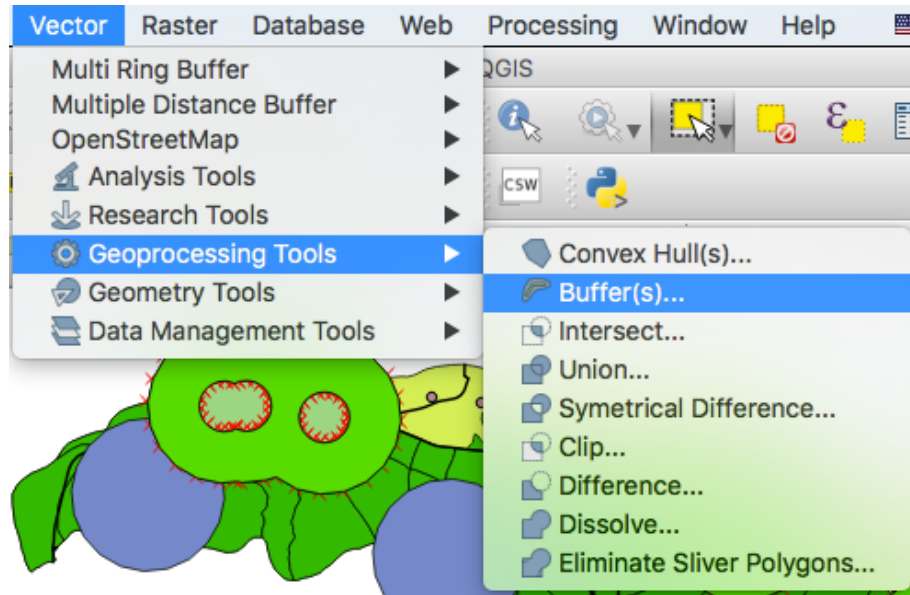 Vector Raster Database Web Processing Window Help
QGIS
Multi Ring Buffer
Multiple Distance Buffer
OpenStreetMap
Analysis Tools
Research Tools
Geoprocessing Tools
Geometry Tools
Data Management Tools
ε
CSW
Convex Hull(s)...
Buffer(s)...
Intersect...
Union...
Symetrical Difference...
Clip...
Difference...
Dissolve...
Eliminate Sliver Polygons...